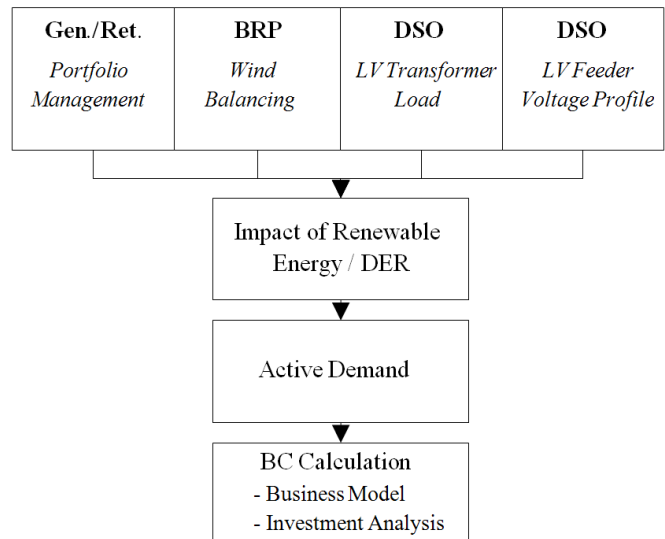 Gen./Ret.
Portfolio
Management
BRP
Wind
Balancing
DSO
LV Transformer
Load
DSO
LV Feeder
Voltage Profile
Impact of Renewable
Energy / DER
Active Demand
BC Calculation
- Business Model
- Investment Analysis